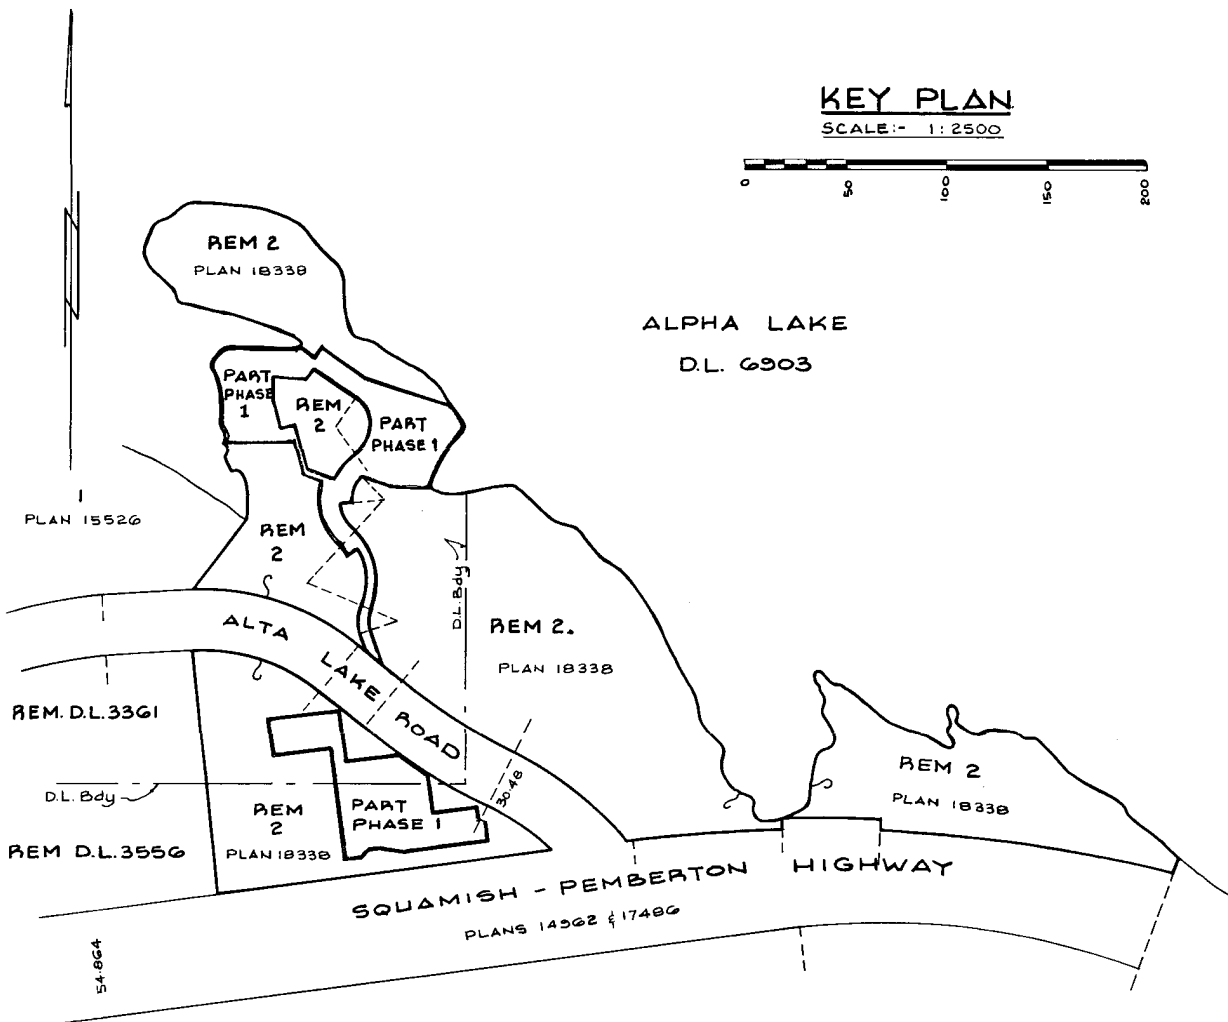 KEY PLAN
SCALE:- 1:2500
0 50 100 150 200
REM 2
PLAN 18338
ALPHA LAKE
D.L. 6903
PART
PHASE
1
REM
2
PART
PHASE 1
1
PLAN 15526
REM
2
D.L. Bdy
ALTA LAKE ROAD
REM 2.
PLAN 18338
REM. D.L.3361
D.L. Bdy
30.48
REM 2
PLAN 18338
REM
2
PLAN 18338
PART
PHASE 1
REM D.L.3556
SQUAMISH - PEMBERTON HIGHWAY
PLANS 14962 & 17486
54.864